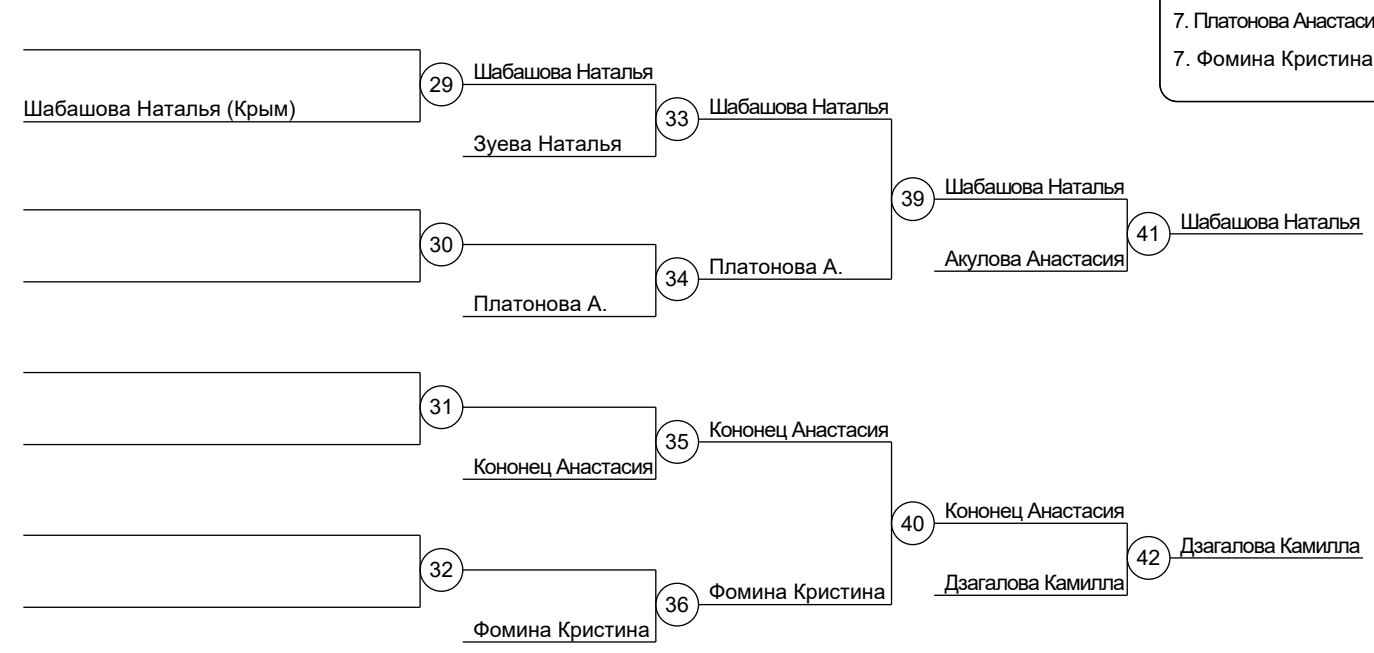 7. Платонова Анастаси
7. Фомина Кристина
29
Шабашова Наталья
Шабашова Наталья (Крым)
33
Шабашова Наталья
Зуева Наталья
39
Шабашова Наталья
30
41
Шабашова Наталья
Акулова Анастасия
34
Платонова А.
Платонова А.
31
35
Кононец Анастасия
Кононец Анастасия
40
Кононец Анастасия
32
42
Дзагалова Камилла
Дзагалова Камилла
36
Фомина Кристина
Фомина Кристина